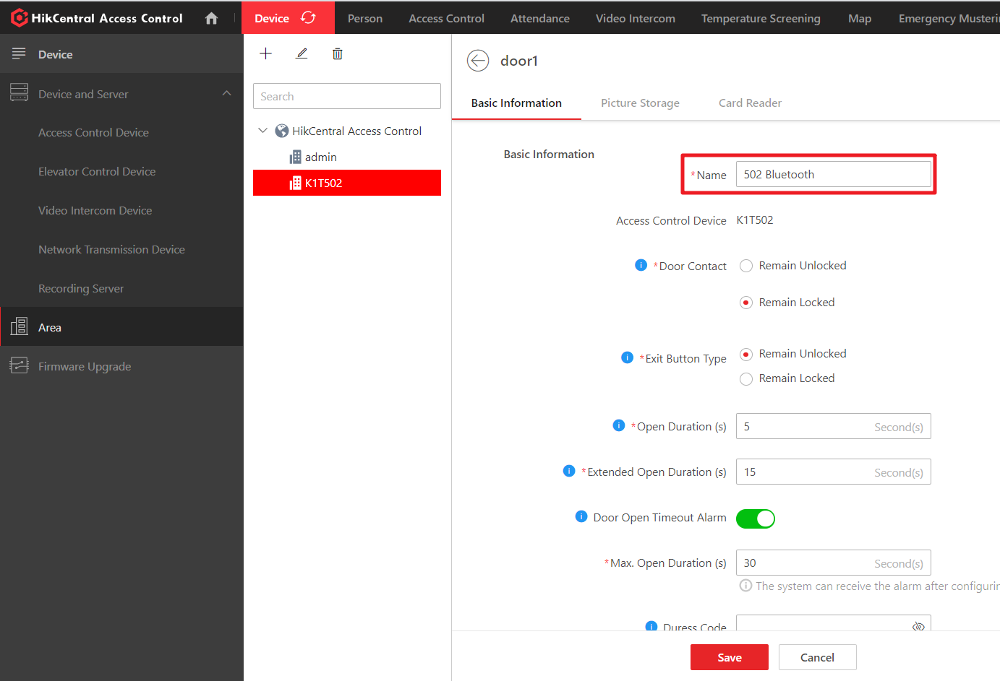 HikCentral Access Control
Device
Person
Access Control
Attendance
Video Intercom
Temperature Screening
Map
Emergency Musterin
Device
Device and Server
Access Control Device
Elevator Control Device
Video Intercom Device
Network Transmission Device
Recording Server
Area
Firmware Upgrade
Search
HikCentral Access Control
admin
K1T502
door1
Basic Information
Picture Storage
Card Reader
Basic Information
*Name 502 Bluetooth
Access Control Device K1T502
*Door Contact Remain Unlocked
Remain Locked
*Exit Button Type Remain Unlocked
Remain Locked
*Open Duration (s) 5 Second(s)
*Extended Open Duration (s) 15 Second(s)
Door Open Timeout Alarm
*Max. Open Duration (s) 30 Second(s)
The system can receive the alarm after configurin
Duress Code
Save
Cancel